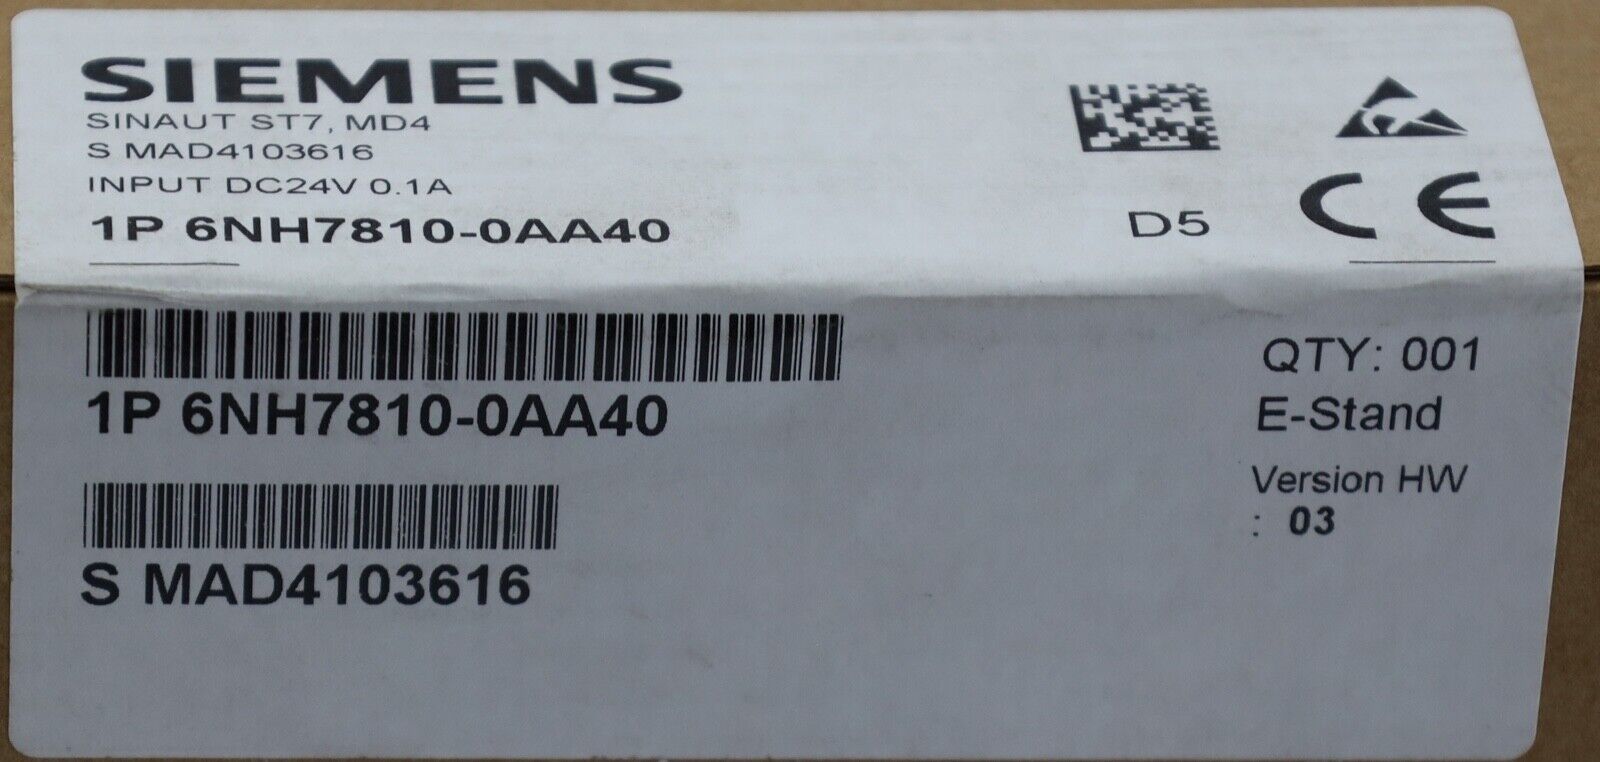 SIEMENS
SINAUT ST7, MD4
S MAD4103616
INPUT DC24V 0.1A
1P 6NH7810-0AA40
D5
CE
1P 6NH7810-0AA40
S MAD4103616
QTY: 001
E-Stand
Version HW
: 03